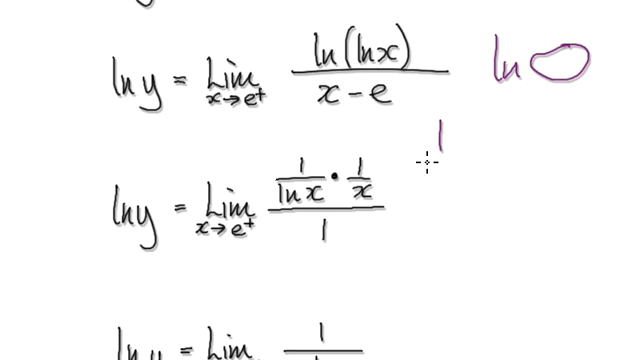 ln y = Lim x→e⁺ ln(ln x) / (x - e) ln
1
ln y = Lim x→e⁺ (1/ln x · 1/x) / 1
ln y = Lim 1